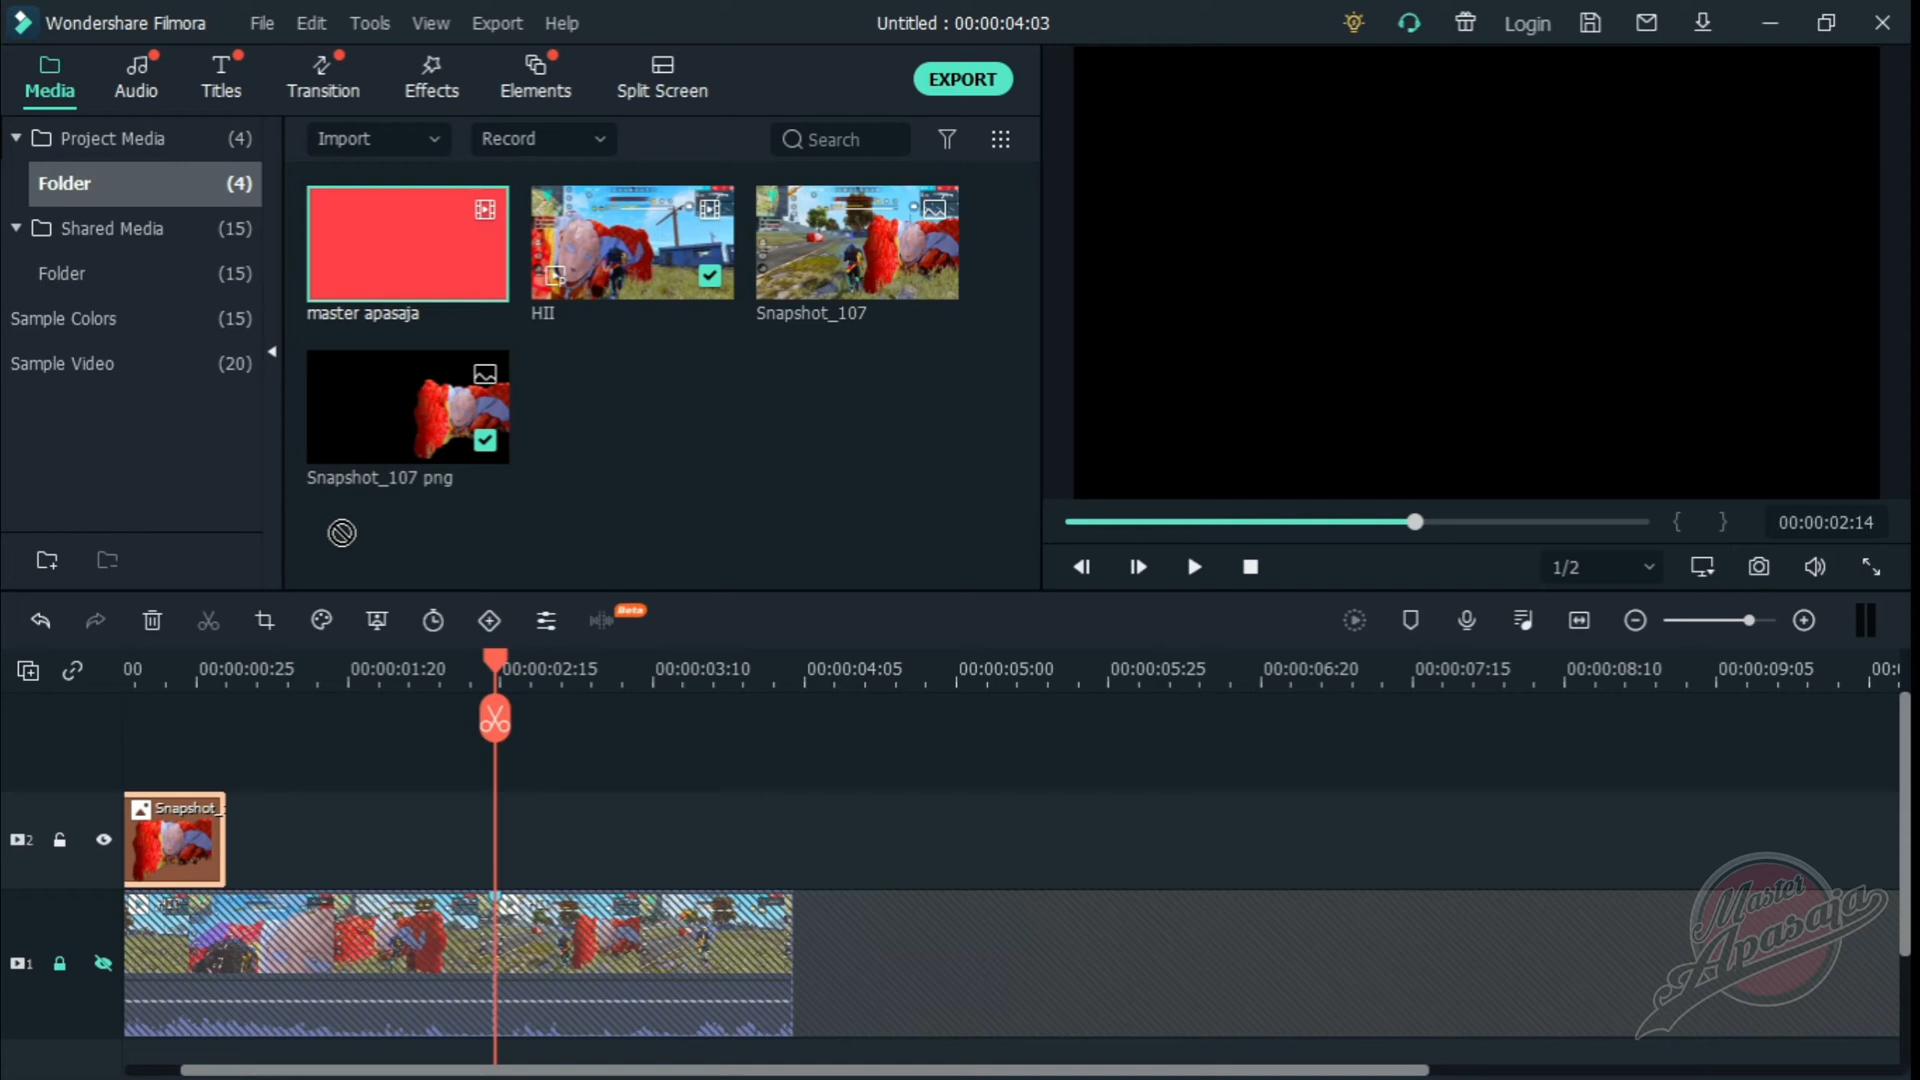 Wondershare Filmora File Edit Tools View Export Help Untitled : 00:00:04:03 Login
Media Audio Titles Transition Effects Elements Split Screen EXPORT
Project Media (4) Import Record Search
Folder (4)
Shared Media (15)
Folder (15)
Sample Colors (15)
Sample Video (20)
master apasaja HII Snapshot_107
Snapshot_107 png
00:00:02:14
1/2
Beta
00 00:00:00:25 00:00:01:20 00:00:02:15 00:00:03:10 00:00:04:05 00:00:05:00 00:00:05:25 00:00:06:20 00:00:07:15 00:00:08:10 00:00:09:05 00:0
Snapshot_
2
1
Master
Apasaja